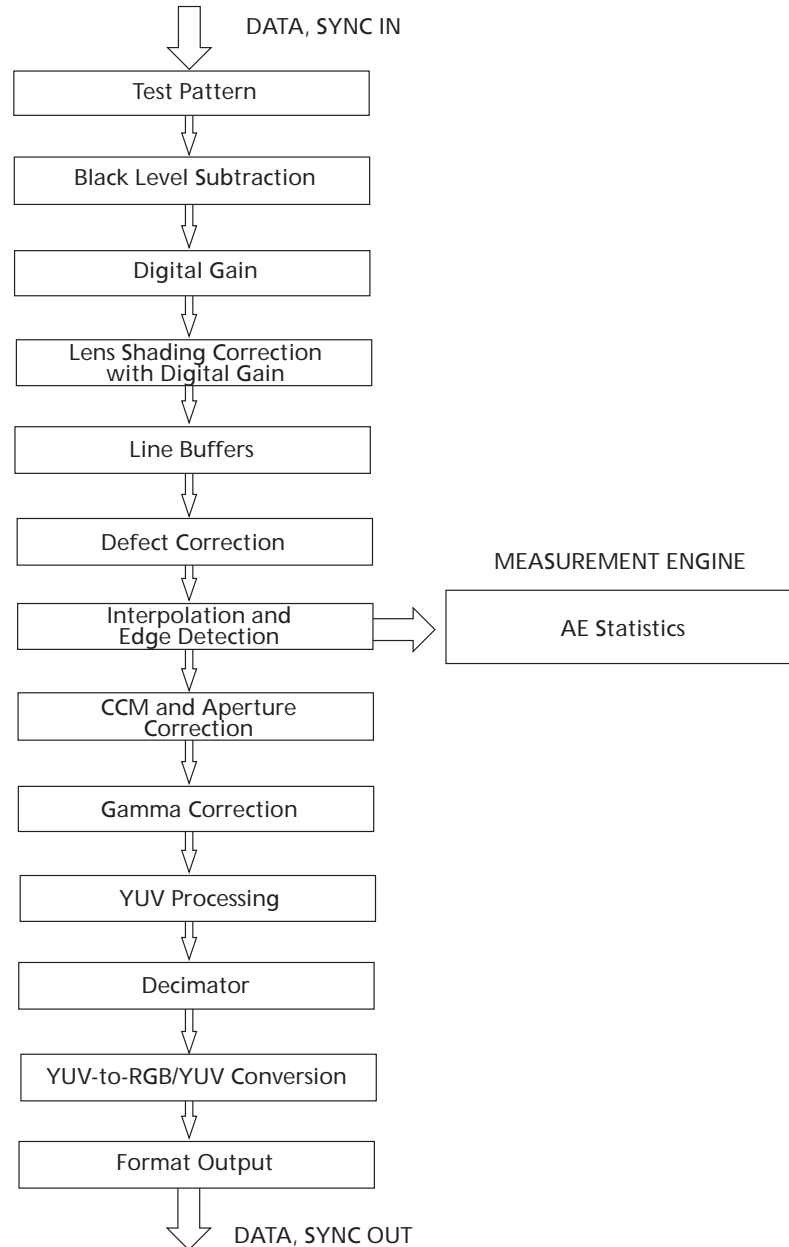 DATA, SYNC IN
Test Pattern
Black Level Subtraction
Digital Gain
Lens Shading Correction
with Digital Gain
Line Buffers
Defect Correction
Interpolation and
Edge Detection
MEASUREMENT ENGINE
AE Statistics
CCM and Aperture
Correction
Gamma Correction
YUV Processing
Decimator
YUV-to-RGB/YUV Conversion
Format Output
DATA, SYNC OUT